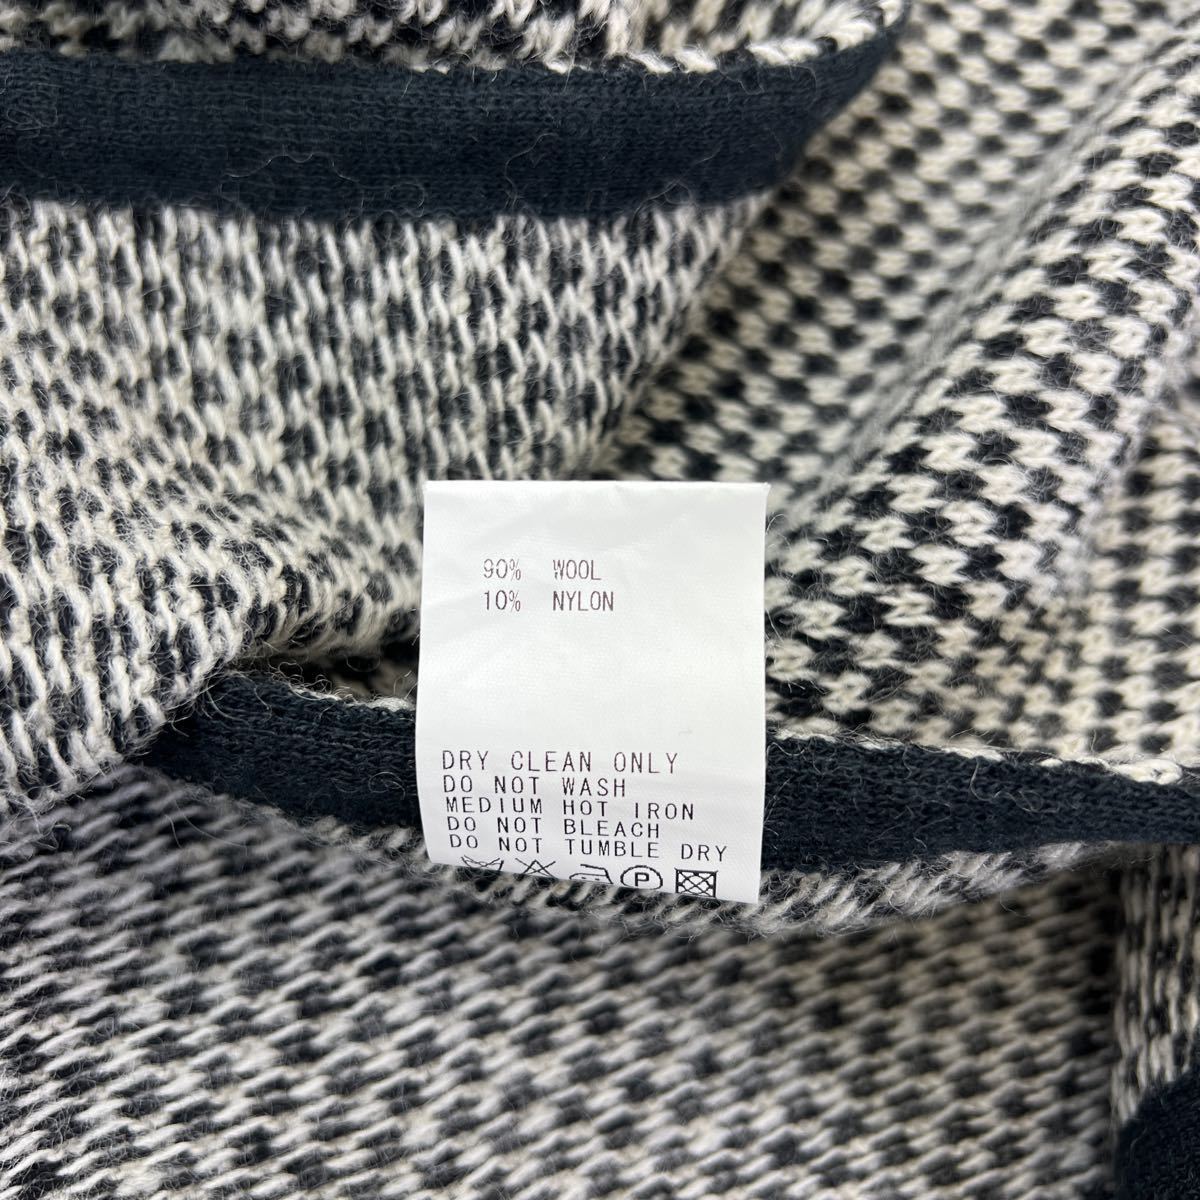 90% WOOL
10% NYLON
DRY CLEAN ONLY
DO NOT WASH
MEDIUM HOT IRON
DO NOT BLEACH
DO NOT TUMBLE DRY
P